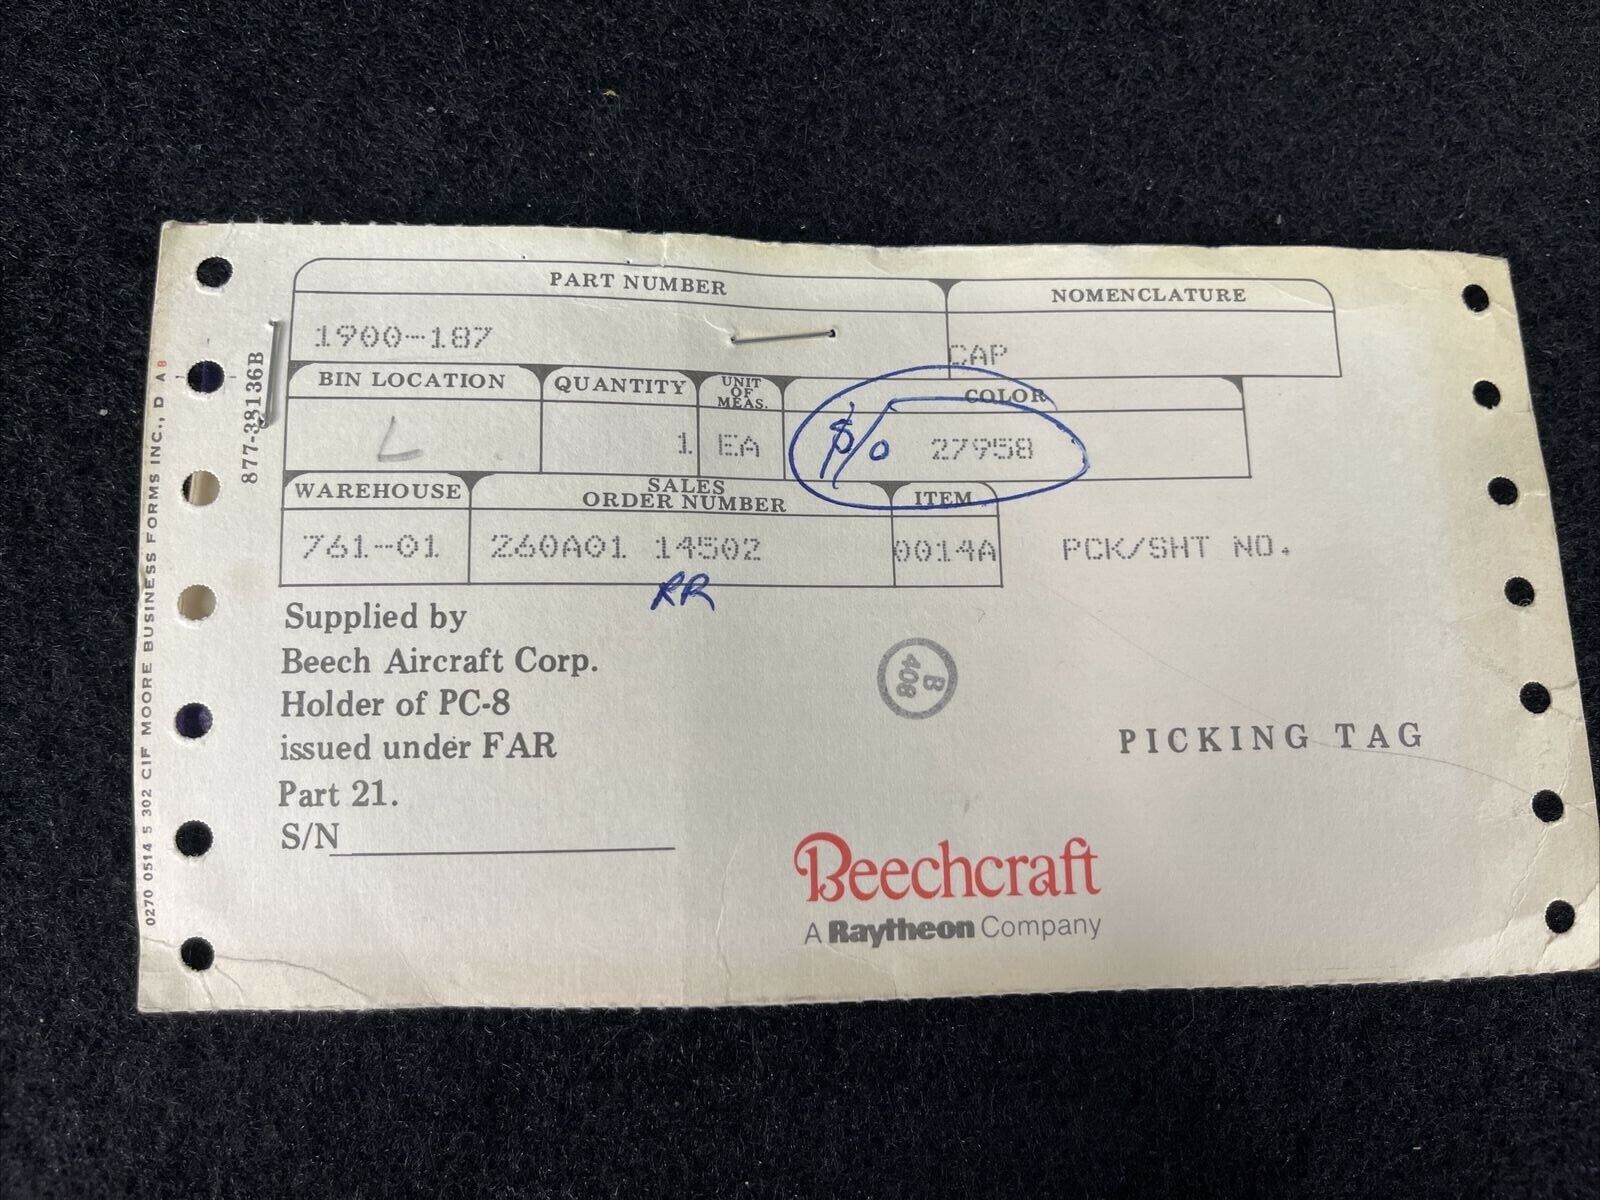 PART NUMBER NOMENCLATURE
1900-187 CAP
BIN LOCATION QUANTITY UNIT OF MEAS. COLOR
L 1 EA 27958
WAREHOUSE SALES ORDER NUMBER ITEM
761-01 Z60A01 14502 0014A PCK/SHT NO.
RR
Supplied by
Beech Aircraft Corp.
Holder of PC-8
issued under FAR
Part 21.
S/N
B
408
PICKING TAG
Beechcraft
A Raytheon Company
877-38136B
0270 0514 5 302 CIF MOORE BUSINESS FORMS INC., D A 8